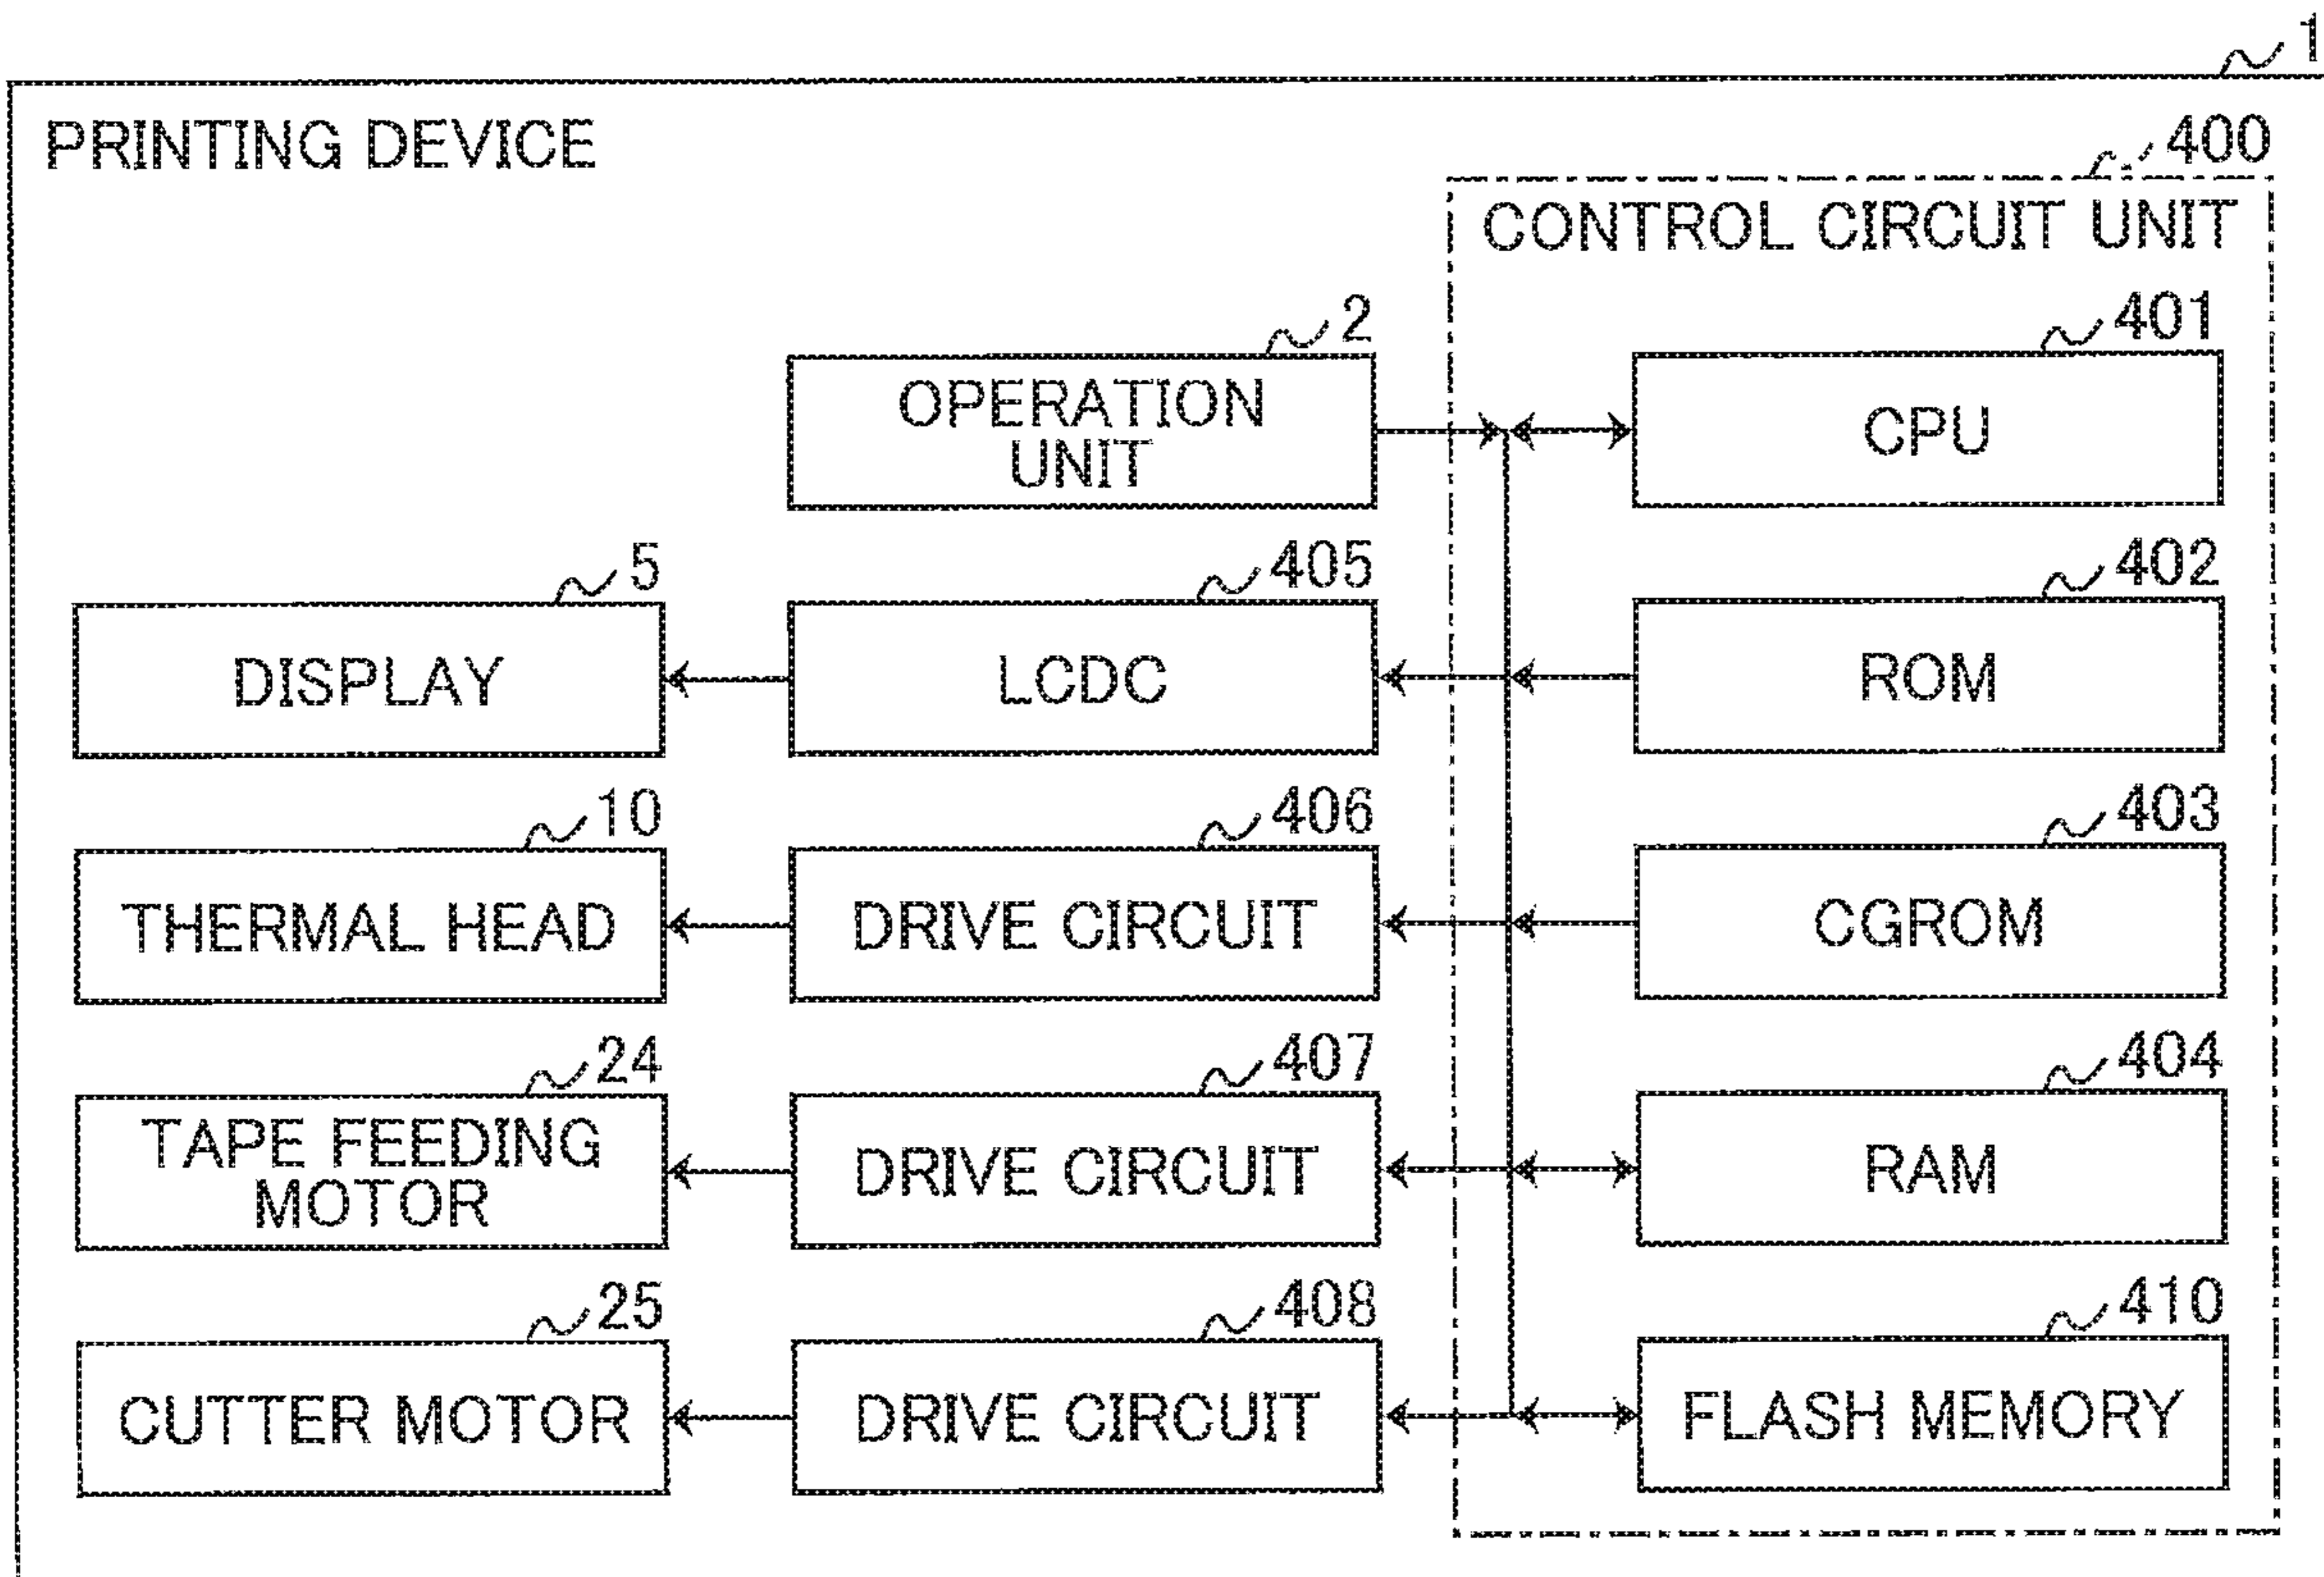 1
PRINTING DEVICE
400
CONTROL CIRCUIT UNIT
2
401
OPERATION
UNIT
CPU
5
405
402
DISPLAY
LCDC
ROM
10
406
403
THERMAL HEAD
DRIVE CIRCUIT
CGROM
24
407
404
TAPE FEEDING
MOTOR
DRIVE CIRCUIT
RAM
25
408
410
CUTTER MOTOR
DRIVE CIRCUIT
FLASH MEMORY